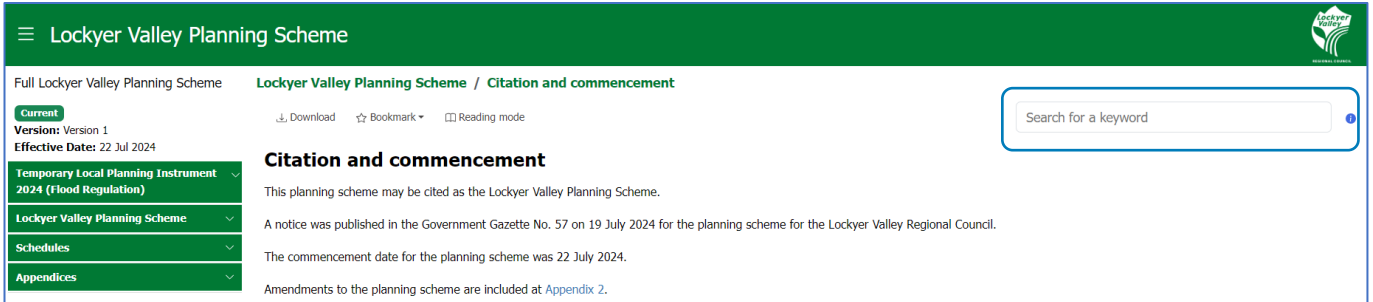 Lockyer Valley Planning Scheme
Lockyer
Valley
REGIONAL COUNCIL
Full Lockyer Valley Planning Scheme
Current
Version: Version 1
Effective Date: 22 Jul 2024
Temporary Local Planning Instrument
2024 (Flood Regulation)
Lockyer Valley Planning Scheme
Schedules
Appendices
Lockyer Valley Planning Scheme / Citation and commencement
Download Bookmark Reading mode
Search for a keyword
Citation and commencement
This planning scheme may be cited as the Lockyer Valley Planning Scheme.
A notice was published in the Government Gazette No. 57 on 19 July 2024 for the planning scheme for the Lockyer Valley Regional Council.
The commencement date for the planning scheme was 22 July 2024.
Amendments to the planning scheme are included at Appendix 2.